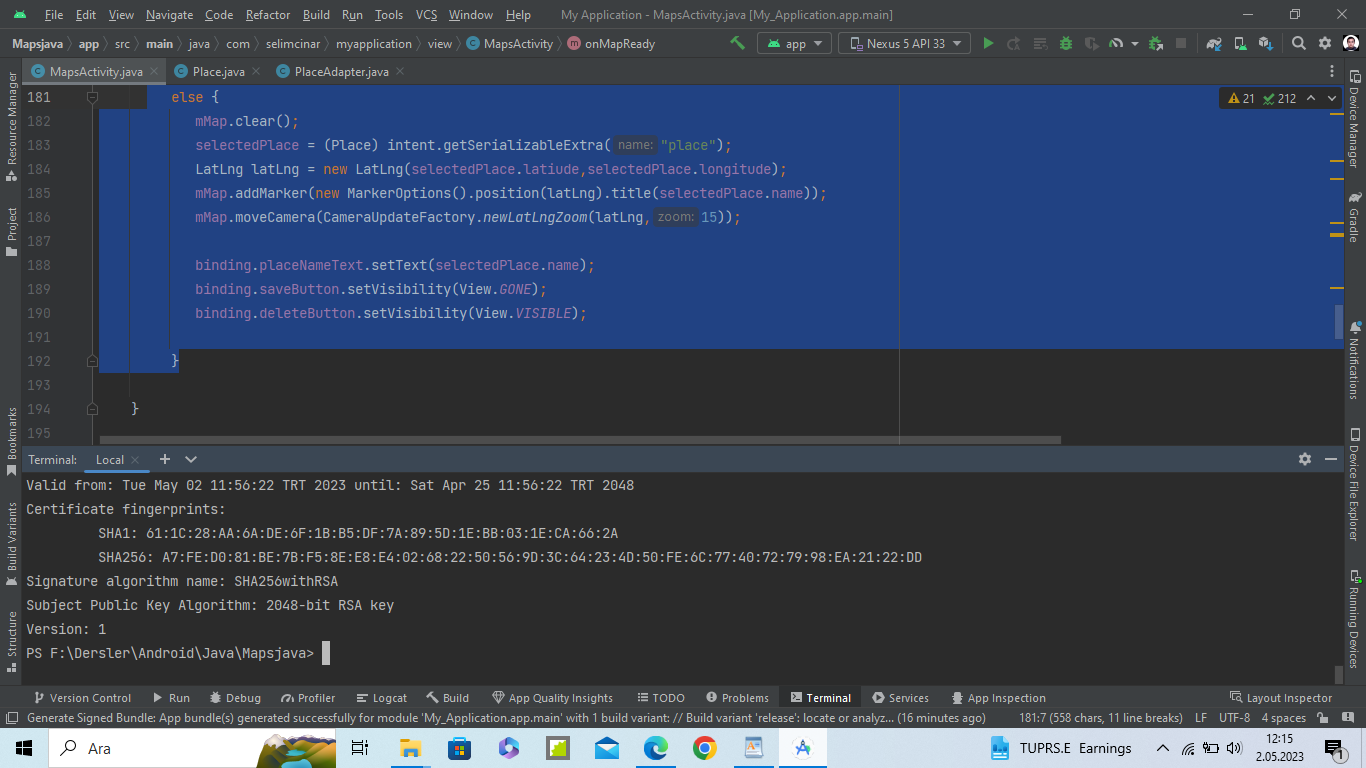 File Edit View Navigate Code Refactor Build Run Tools VCS Window Help My Application - MapsActivity.java [My_Application.app.main]
Mapsjava app src main java com selimcinar myapplication view MapsActivity onMapReady app Nexus 5 API 33
MapsActivity.java Place.java PlaceAdapter.java
Resource Manager
Project
Bookmarks
Build Variants
Structure
21 212
181 else {
182 mMap.clear();
183 selectedPlace = (Place) intent.getSerializableExtra( name: "place");
184 LatLng latLng = new LatLng(selectedPlace.latiude,selectedPlace.longitude);
185 mMap.addMarker(new MarkerOptions().position(latLng).title(selectedPlace.name));
186 mMap.moveCamera(CameraUpdateFactory.newLatLngZoom(latLng, zoom: 15));
187
188 binding.placeNameText.setText(selectedPlace.name);
189 binding.saveButton.setVisibility(View.GONE);
190 binding.deleteButton.setVisibility(View.VISIBLE);
191
192 }
193
194 }
195
Device Manager
Gradle
Notifications
Device File Explorer
Running Devices
Terminal: Local
Valid from: Tue May 02 11:56:22 TRT 2023 until: Sat Apr 25 11:56:22 TRT 2048
Certificate fingerprints:
SHA1: 61:1C:28:AA:6A:DE:6F:1B:B5:DF:7A:89:5D:1E:BB:03:1E:CA:66:2A
SHA256: A7:FE:D0:81:BE:7B:F5:8E:E8:E4:02:68:22:50:56:9D:3C:64:23:4D:50:FE:6C:77:40:72:79:98:EA:21:22:DD
Signature algorithm name: SHA256withRSA
Subject Public Key Algorithm: 2048-bit RSA key
Version: 1
PS F:\Dersler\Android\Java\Mapsjava>
Version Control Run Debug Profiler Logcat Build App Quality Insights TODO Problems Terminal Services App Inspection Layout Inspector
Generate Signed Bundle: App bundle(s) generated successfully for module 'My_Application.app.main' with 1 build variant: // Build variant 'release': locate or analyz... (16 minutes ago) 181:7 (558 chars, 11 line breaks) LF UTF-8 4 spaces
Ara
TUPRS.E Earnings
12:15
2.05.2023
1